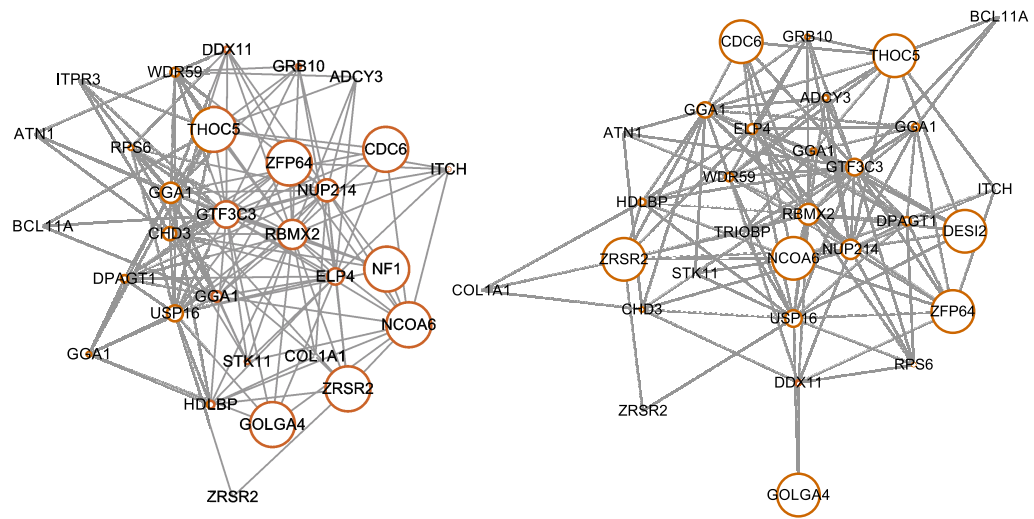 DDX11
WDR59
GRB10
ITPR3
ADCY3
THOC5
ATN1
RPS6
CDC6
ZFP64
ITCH
NUP214
GGA1
GTF3C3
BCL11A
CHD3
RBMX2
NF1
DPAGT1
ELP4
GGA1
USP16
NCOA6
GGA1
STK11
COL1A1
ZRSR2
HDLBP
GOLGA4
ZRSR2
BCL11A
CDC6
GRB10
THOC5
ADCY3
GGA1
ELP4
GGA1
ATN1
GGA1
GTF3C3
WDR59
ITCH
HDLBP
RBMX2
DPAGT1
TRIOBP
DESI2
NUP214
ZRSR2
NCOA6
STK11
COL1A1
CHD3
USP16
ZFP64
RPS6
DDX11
ZRSR2
GOLGA4